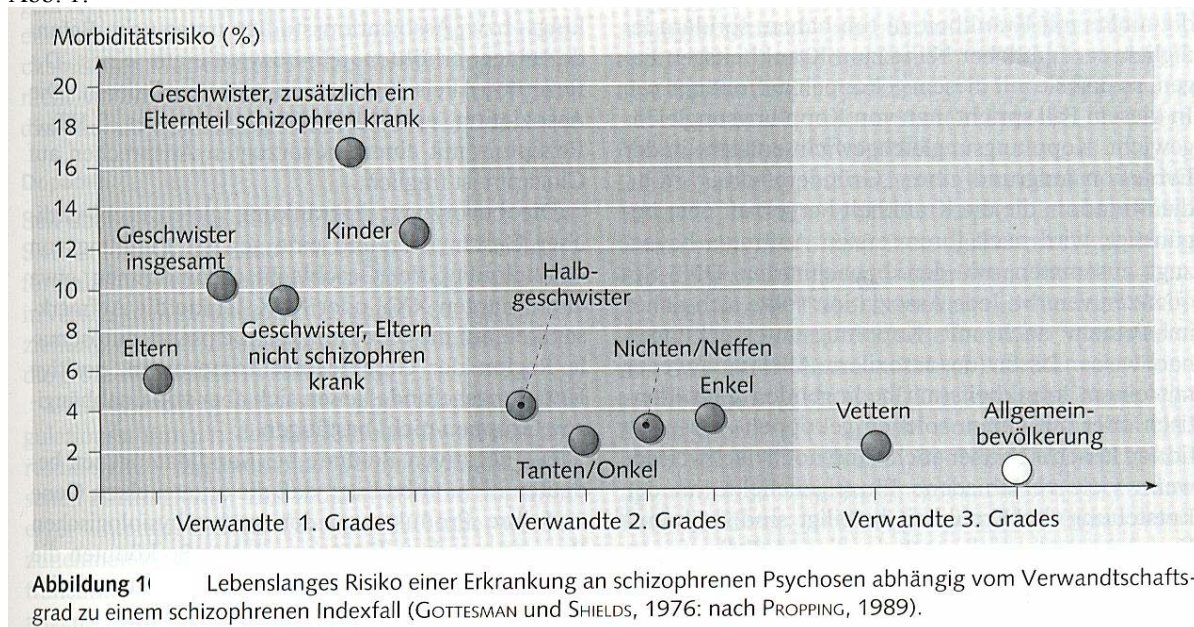 Morbiditätsrisiko (%)
20
18
16
14
12
10
8
6
4
2
0
Geschwister, zusätzlich ein
Elternteil schizophren krank
Geschwister
insgesamt
Kinder
Eltern
Geschwister, Eltern
nicht schizophren
krank
Halb-
geschwister
Nichten/Neffen
Enkel
Tanten/Onkel
Vettern
Allgemein-
bevölkerung
Verwandte 1. Grades
Verwandte 2. Grades
Verwandte 3. Grades
Abbildung 1( Lebenslanges Risiko einer Erkrankung an schizophrenen Psychosen abhängig vom Verwandtschafts-
grad zu einem schizophrenen Indexfall (GOTTESMAN und SHIELDS, 1976: nach PROPPING, 1989).